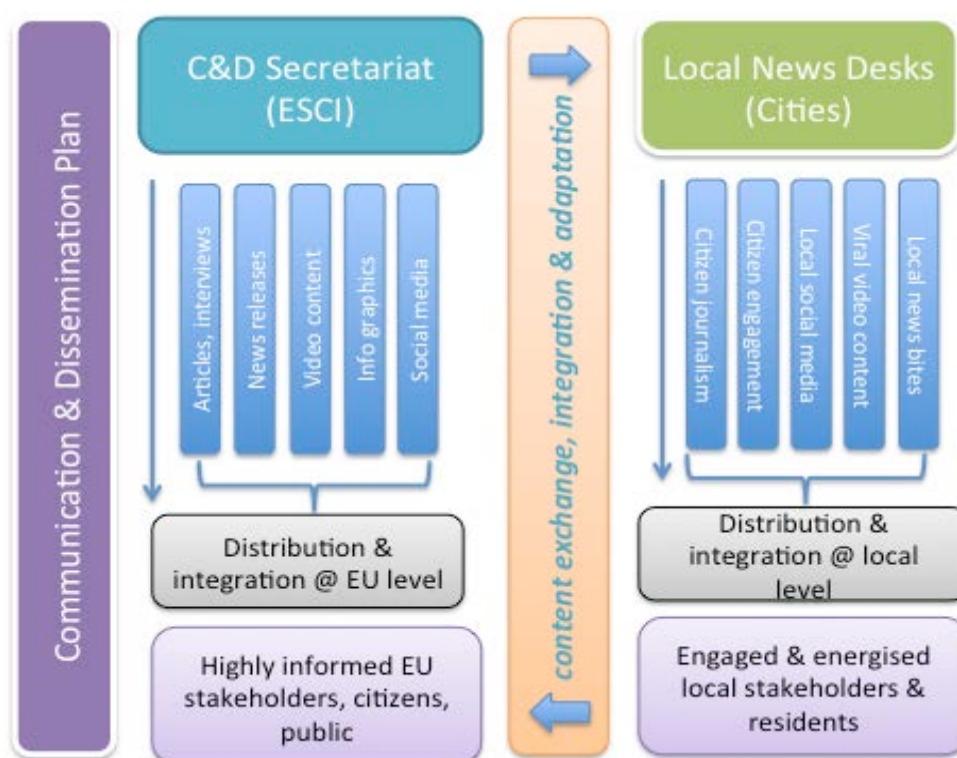 Communication & Dissemination Plan
C&D Secretariat
(ESCI)
Articles, interviews
News releases
Video content
Info graphics
Social media
Distribution &
integration @ EU level
Highly informed EU
stakeholders, citizens,
public
content exchange, integration & adaptation
Local News Desks
(Cities)
Citizen journalism
Citizen engagement
Local social media
Viral video content
Local news bites
Distribution &
integration @ local
level
Engaged & energised
local stakeholders &
residents